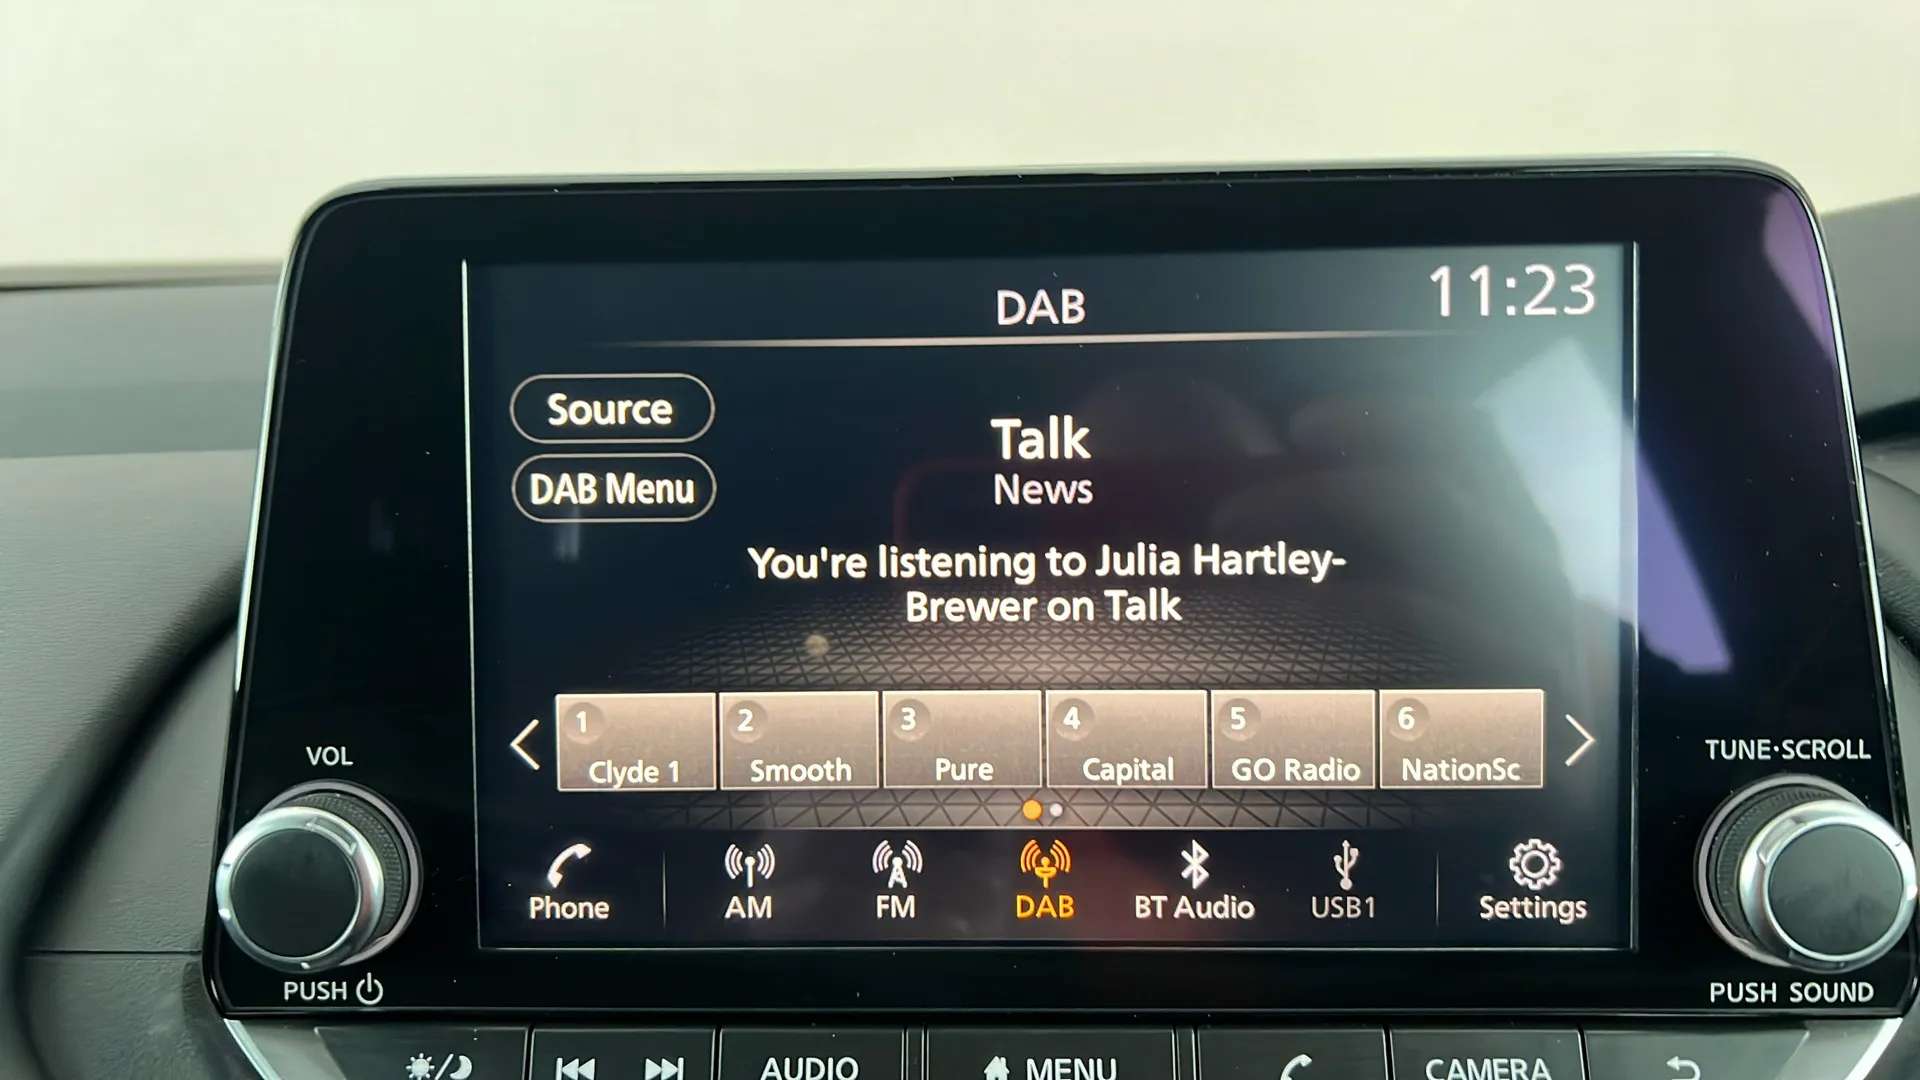 DAB
11:23
Source
DAB Menu
Talk
News
You're listening to Julia Hartley-
Brewer on Talk
1
Clyde 1
2
Smooth
3
Pure
4
Capital
5
GO Radio
6
NationSc
VOL
TUNE·SCROLL
Phone
AM
FM
DAB
BT Audio
USB1
Settings
PUSH
PUSH SOUND
AUDIO
MENU
CAMERA